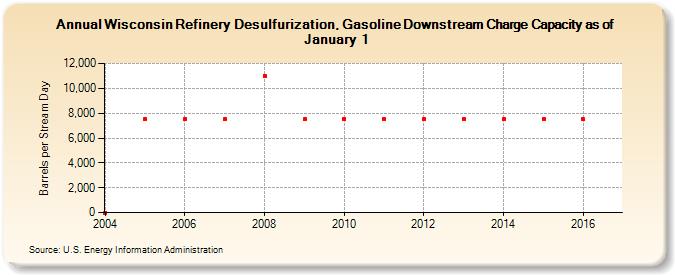 Annual Wisconsin Refinery Desulfurization, Gasoline Downstream Charge Capacity as of
January 1
Barrels per Stream Day
12,000
10,000
8,000
6,000
4,000
2,000
0
2004 2006 2008 2010 2012 2014 2016
Source: U.S. Energy Information Administration